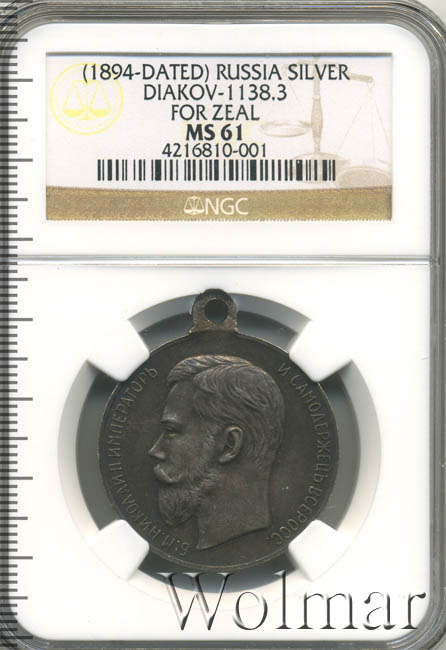 (1894-DATED) RUSSIA SILVER
DIAKOV-1138.3
FOR ZEAL
MS 61
4216810-001
NGC
Б·М·НИКОЛАЙ II ИМПЕРАТОРЪ И САМОДЕРЖЕЦЪ ВСЕРОСС.
Wolmar